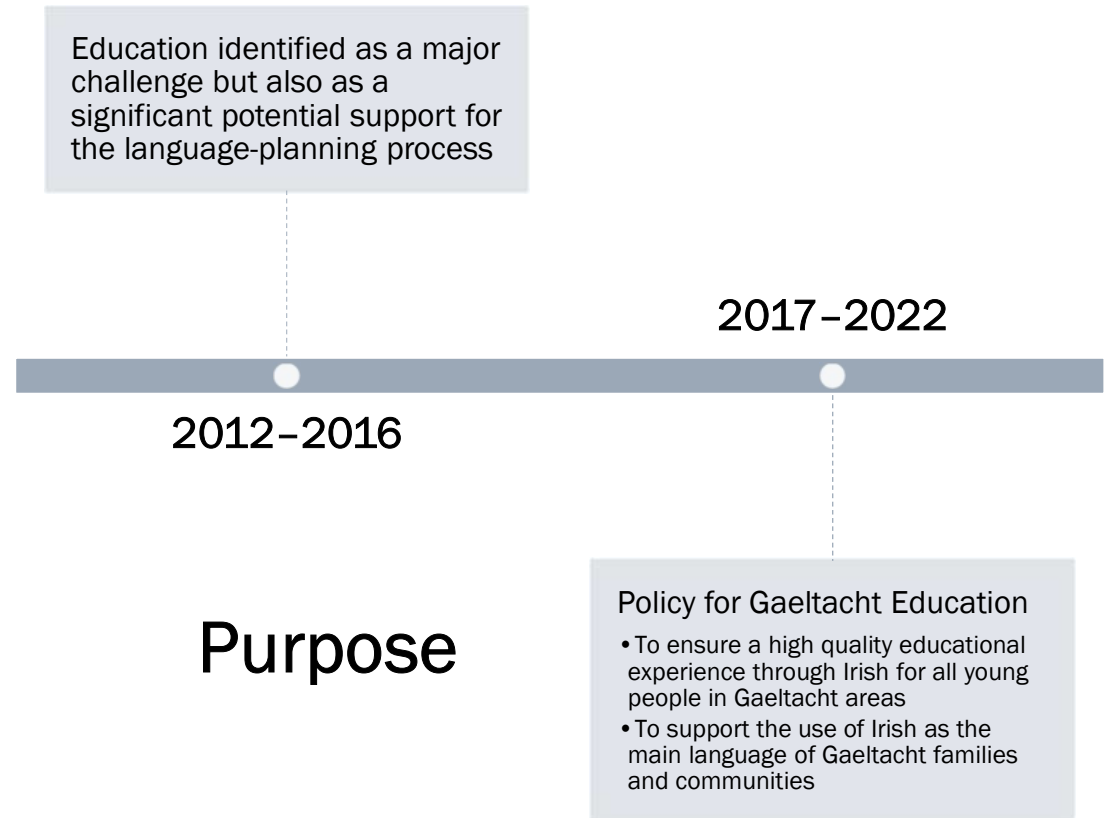 Education identified as a major
challenge but also as a
significant potential support for
the language-planning process
2017–2022
2012–2016
Purpose
Policy for Gaeltacht Education
•To ensure a high quality educational
experience through Irish for all young
people in Gaeltacht areas
•To support the use of Irish as the
main language of Gaeltacht families
and communities